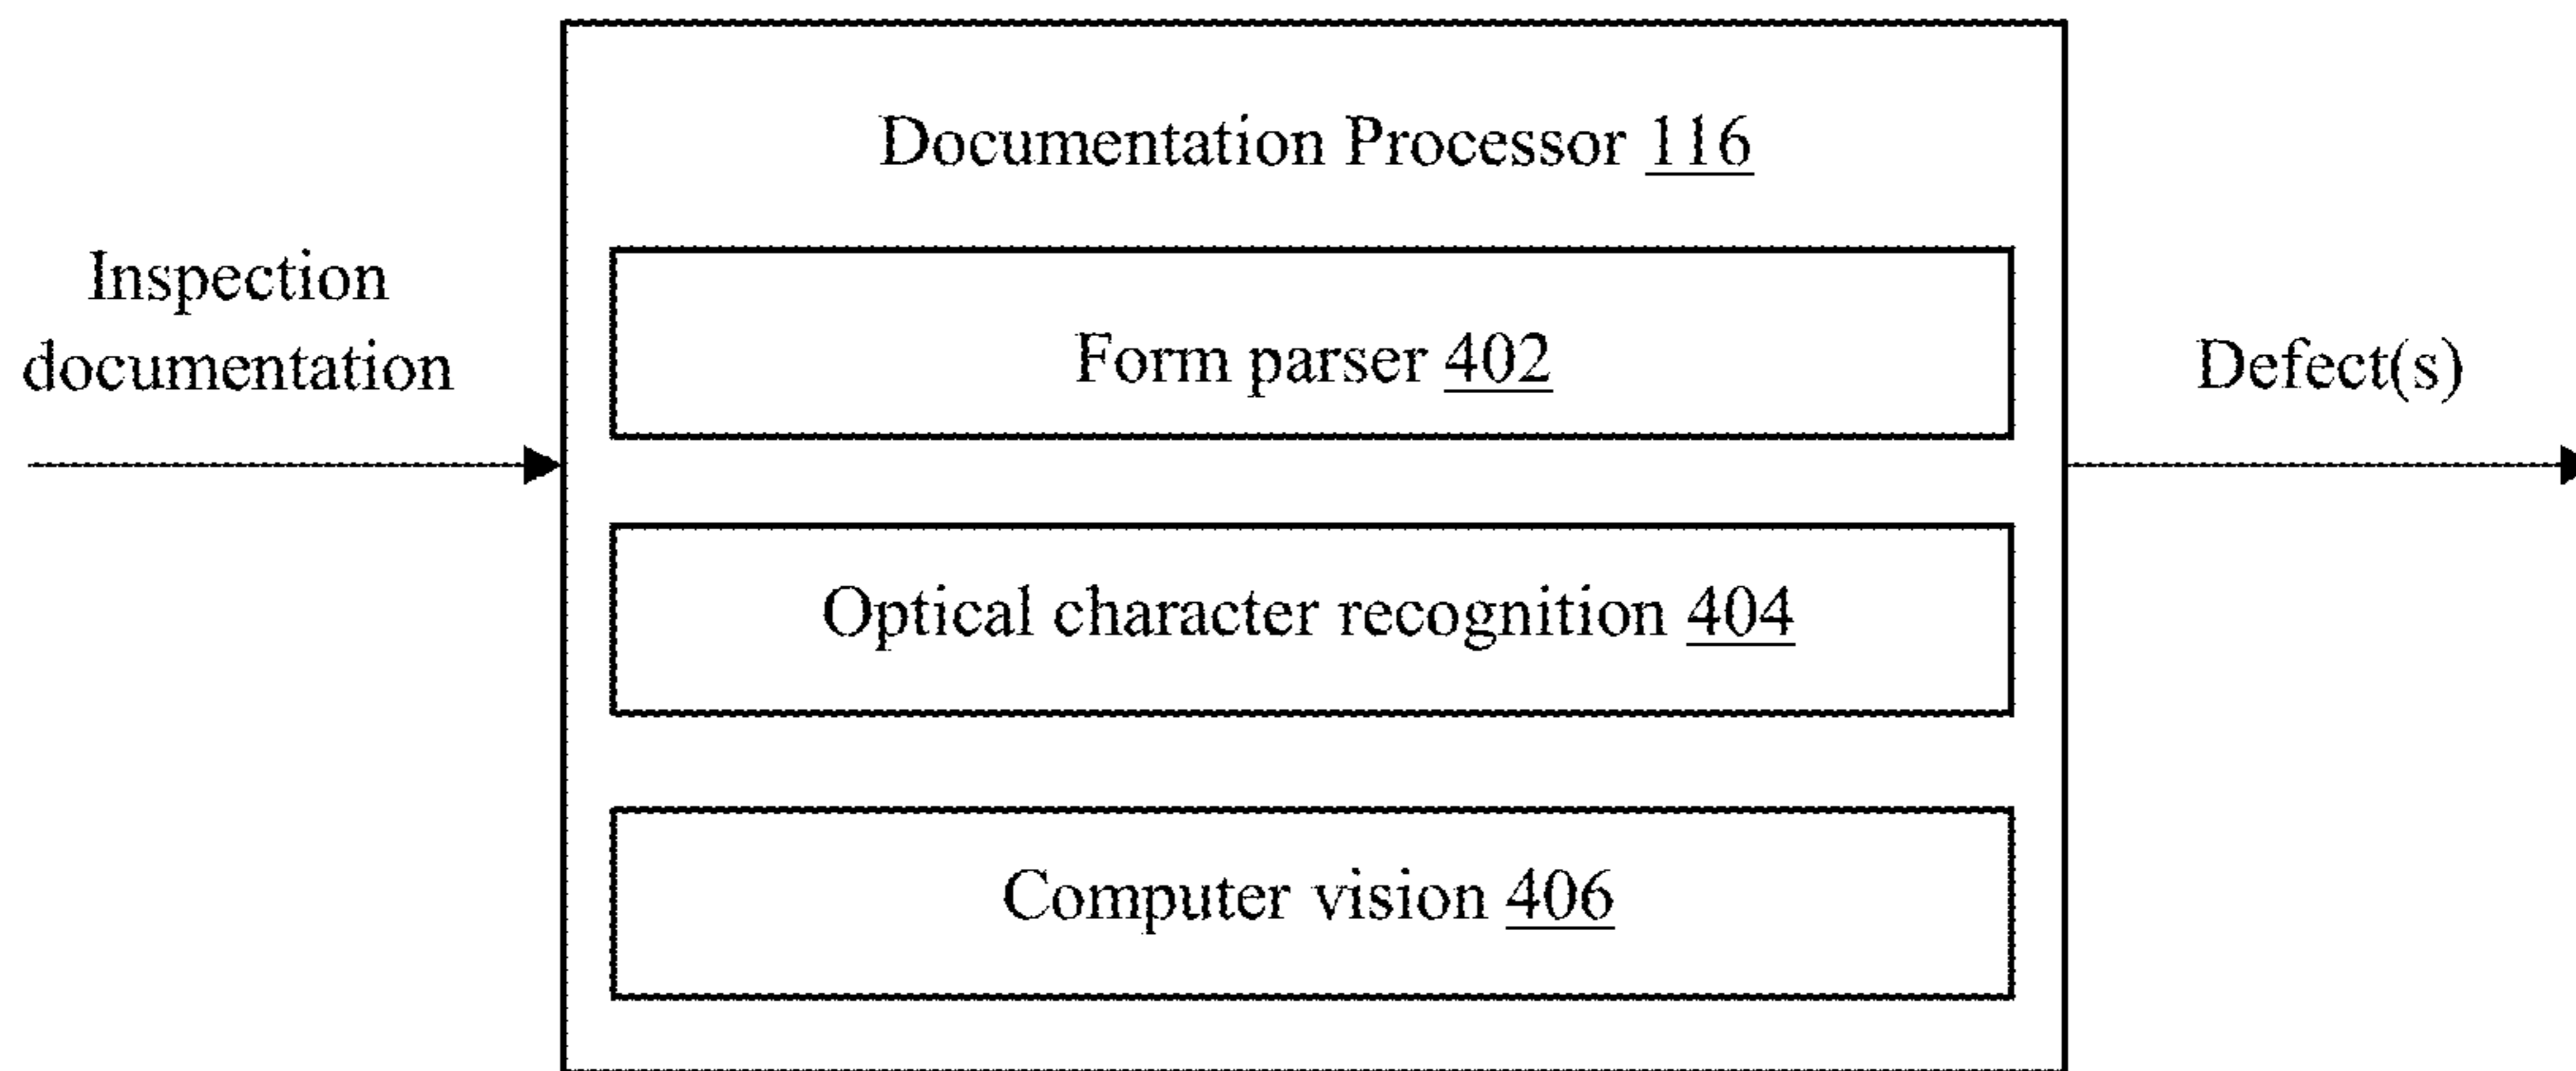 Documentation Processor 116
Inspection
documentation
Form parser 402
Defect(s)
Optical character recognition 404
Computer vision 406